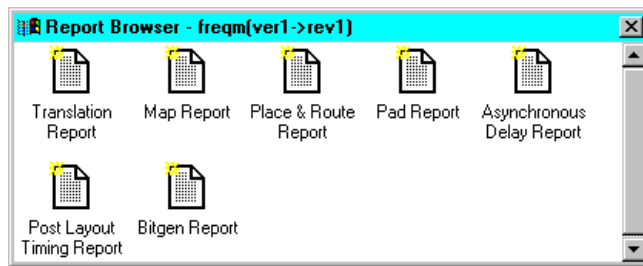 Report Browser - freqm(ver1->rev1)
Translation Report
Map Report
Place & Route Report
Pad Report
Asynchronous Delay Report
Post Layout Timing Report
Bitgen Report